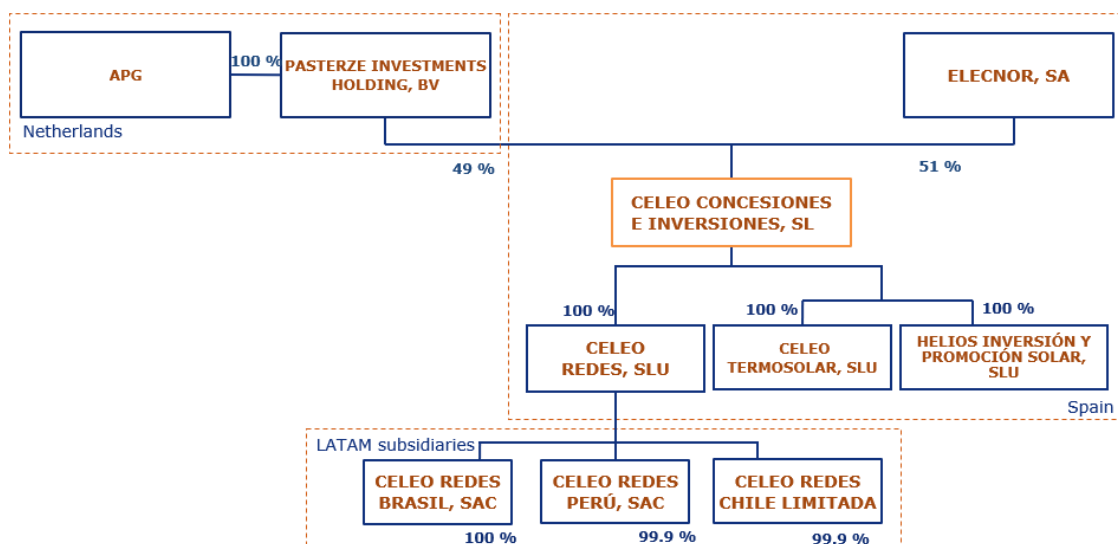 APG
100 %
PASTERZE INVESTMENTS
HOLDING, BV
ELECNOR, SA
Netherlands
49 %
51 %
CELEO CONCESIONES
E INVERSIONES, SL
100 %
100 %
100 %
CELEO
REDES, SLU
CELEO
TERMOSOLAR, SLU
HELIOS INVERSIÓN Y
PROMOCIÓN SOLAR,
SLU
Spain
LATAM subsidiaries
CELEO REDES
BRASIL, SAC
CELEO REDES
PERÚ, SAC
CELEO REDES
CHILE LIMITADA
100 %
99.9 %
99.9 %